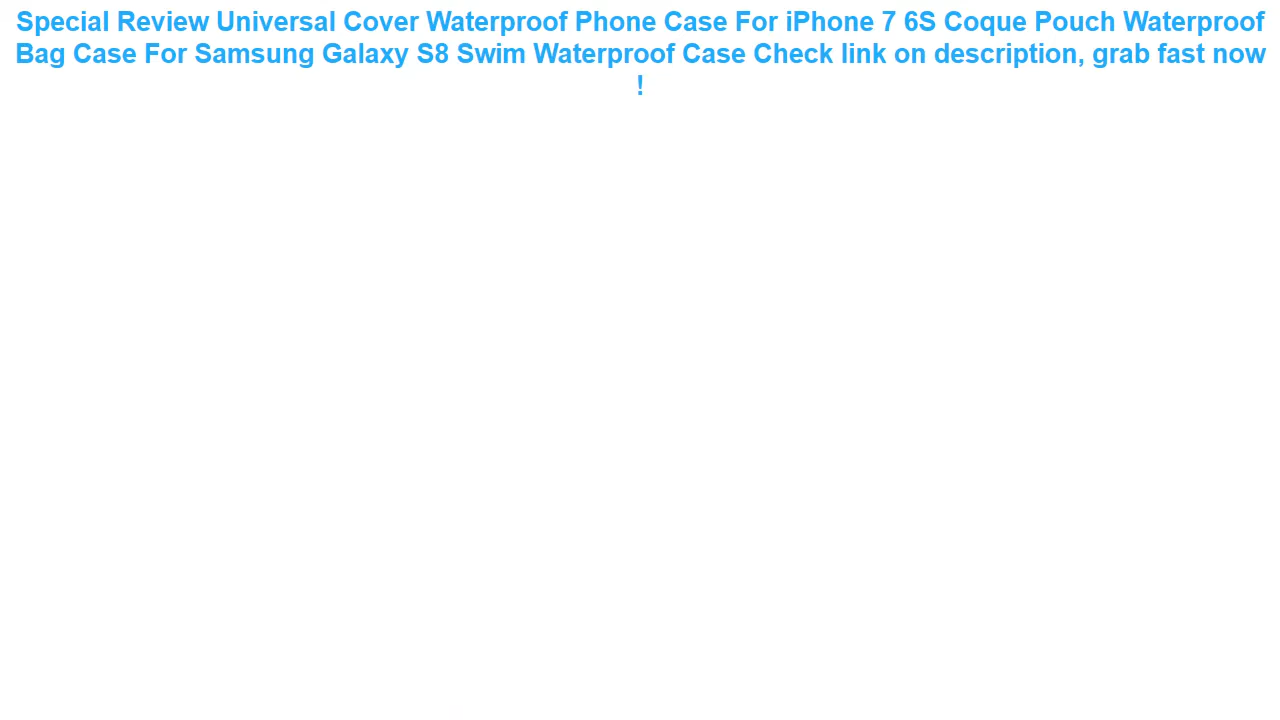 Special Review Universal Cover Waterproof Phone Case For iPhone 7 6S Coque Pouch Waterproof
Bag Case For Samsung Galaxy S8 Swim Waterproof Case Check link on description, grab fast now
!